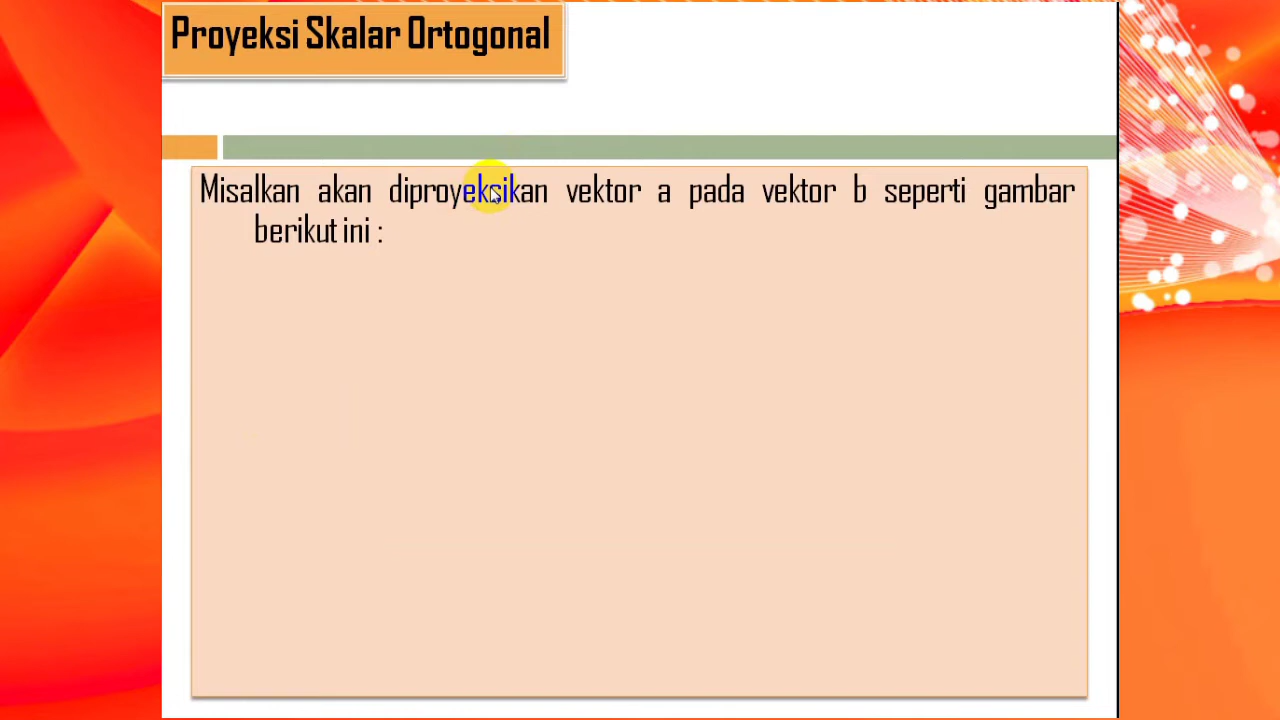 Proyeksi Skalar Ortogonal
Misalkan akan diproyeksikan vektor a pada vektor b seperti gambar
berikut ini :